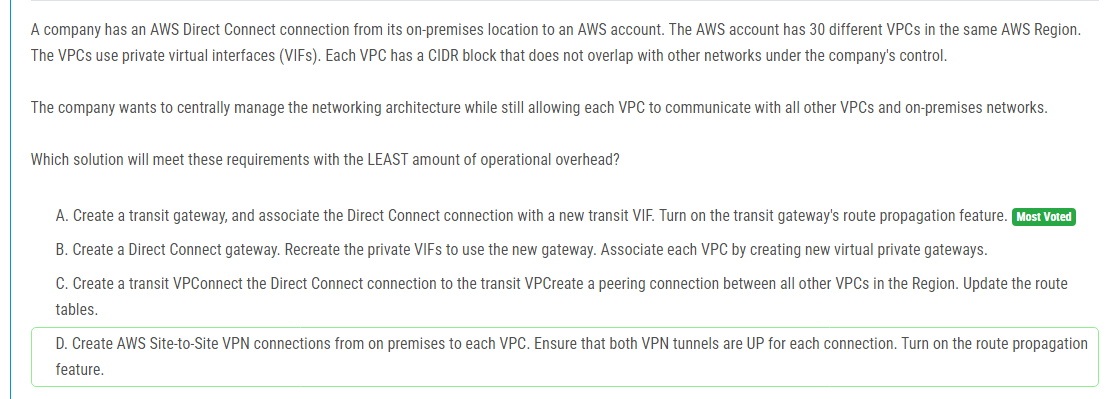 A company has an AWS Direct Connect connection from its on-premises location to an AWS account. The AWS account has 30 different VPCs in the same AWS Region.
The VPCs use private virtual interfaces (VIFs). Each VPC has a CIDR block that does not overlap with other networks under the company's control.
The company wants to centrally manage the networking architecture while still allowing each VPC to communicate with all other VPCs and on-premises networks.
Which solution will meet these requirements with the LEAST amount of operational overhead?
A. Create a transit gateway, and associate the Direct Connect connection with a new transit VIF. Turn on the transit gateway's route propagation feature. Most Voted
B. Create a Direct Connect gateway. Recreate the private VIFs to use the new gateway. Associate each VPC by creating new virtual private gateways.
C. Create a transit VPConnect the Direct Connect connection to the transit VPCreate a peering connection between all other VPCs in the Region. Update the route
tables.
D. Create AWS Site-to-Site VPN connections from on premises to each VPC. Ensure that both VPN tunnels are UP for each connection. Turn on the route propagation
feature.